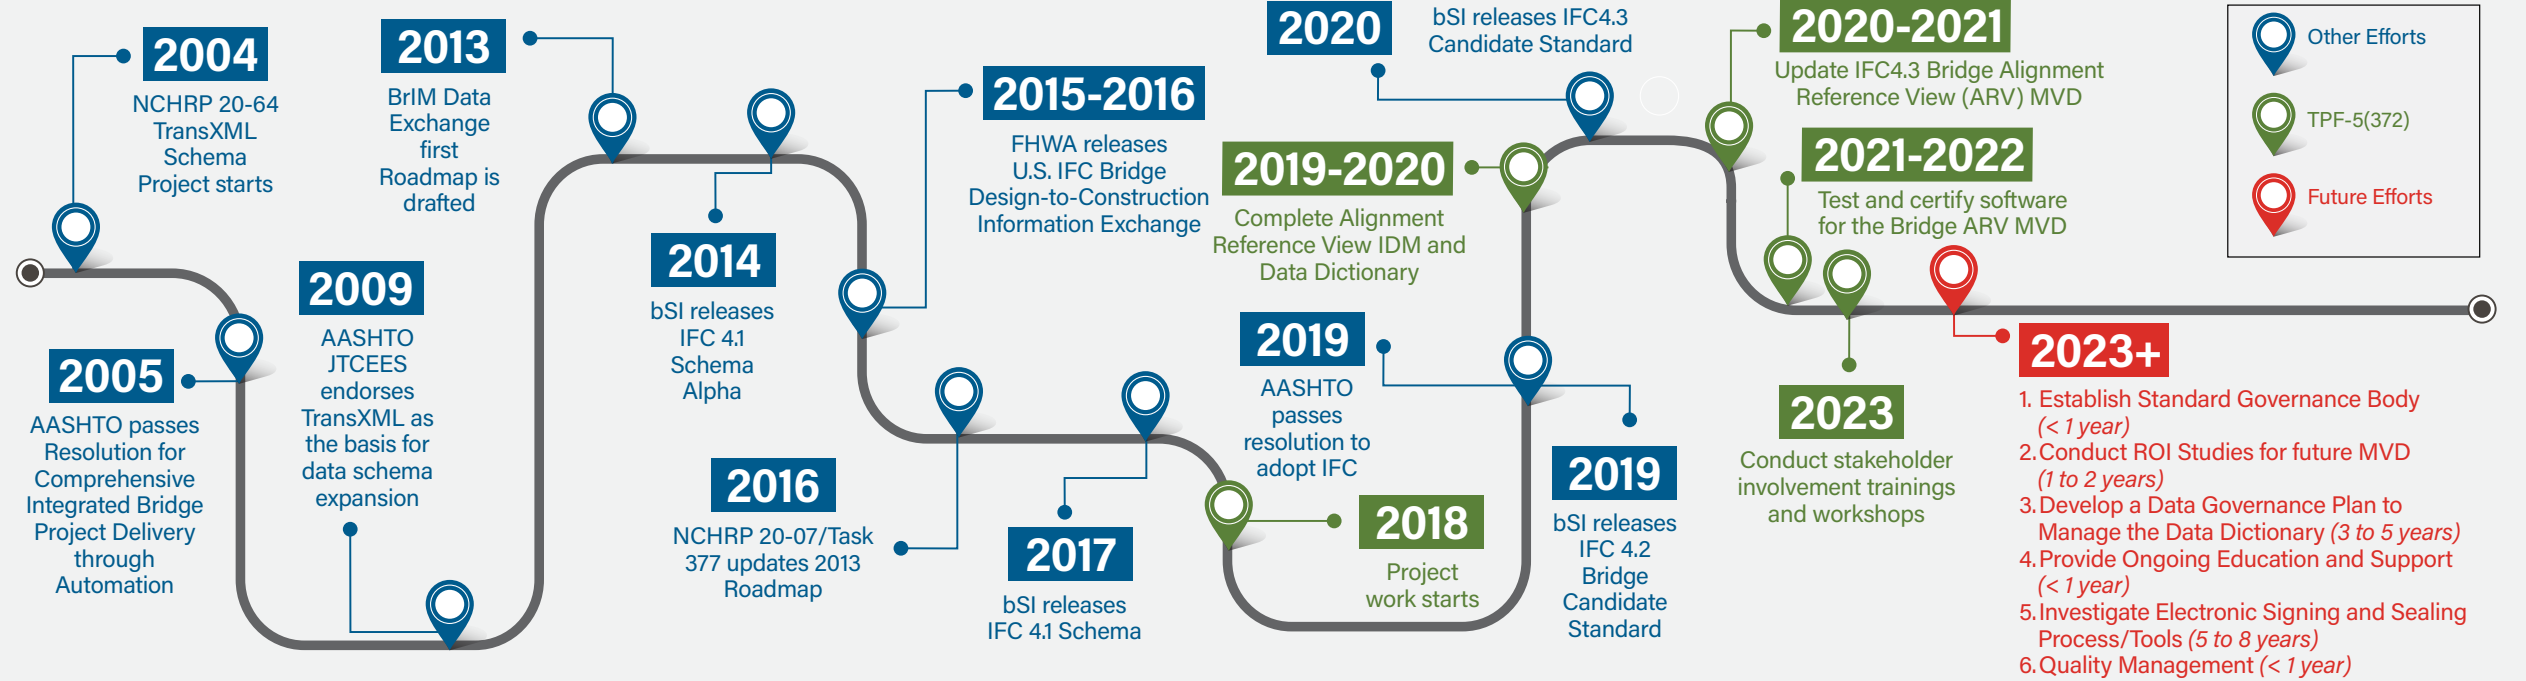 2004
NCHRP 20-64
TransXML
Schema
Project starts
2005
AASHTO passes
Resolution for
Comprehensive
Integrated Bridge
Project Delivery
through
Automation
2009
AASHTO
JTCEES
endorses
TransXML as
the basis for
data schema
expansion
2013
BrIM Data
Exchange
first
Roadmap is
drafted
2014
bSI releases
IFC 4.1
Schema
Alpha
2015-2016
FHWA releases
U.S. IFC Bridge
Design-to-Construction
Information Exchange
2016
NCHRP 20-07/Task
377 updates 2013
Roadmap
2017
bSI releases
IFC 4.1 Schema
2018
Project
work starts
2019
AASHTO
passes
resolution to
adopt IFC
2019
bSI releases
IFC 4.2
Bridge
Candidate
Standard
2019-2020
Complete Alignment
Reference View IDM and
Data Dictionary
2020
bSI releases IFC4.3
Candidate Standard
2020-2021
Update IFC4.3 Bridge Alignment
Reference View (ARV) MVD
2021-2022
Test and certify software
for the Bridge ARV MVD
2023
Conduct stakeholder
involvement trainings
and workshops
2023+
1. Establish Standard Governance Body
(< 1 year)
2. Conduct ROI Studies for future MVD
(1 to 2 years)
3. Develop a Data Governance Plan to
Manage the Data Dictionary (3 to 5 years)
4. Provide Ongoing Education and Support
(< 1 year)
5. Investigate Electronic Signing and Sealing
Process/Tools (5 to 8 years)
6. Quality Management (< 1 year)
Other Efforts
TPF-5(372)
Future Efforts